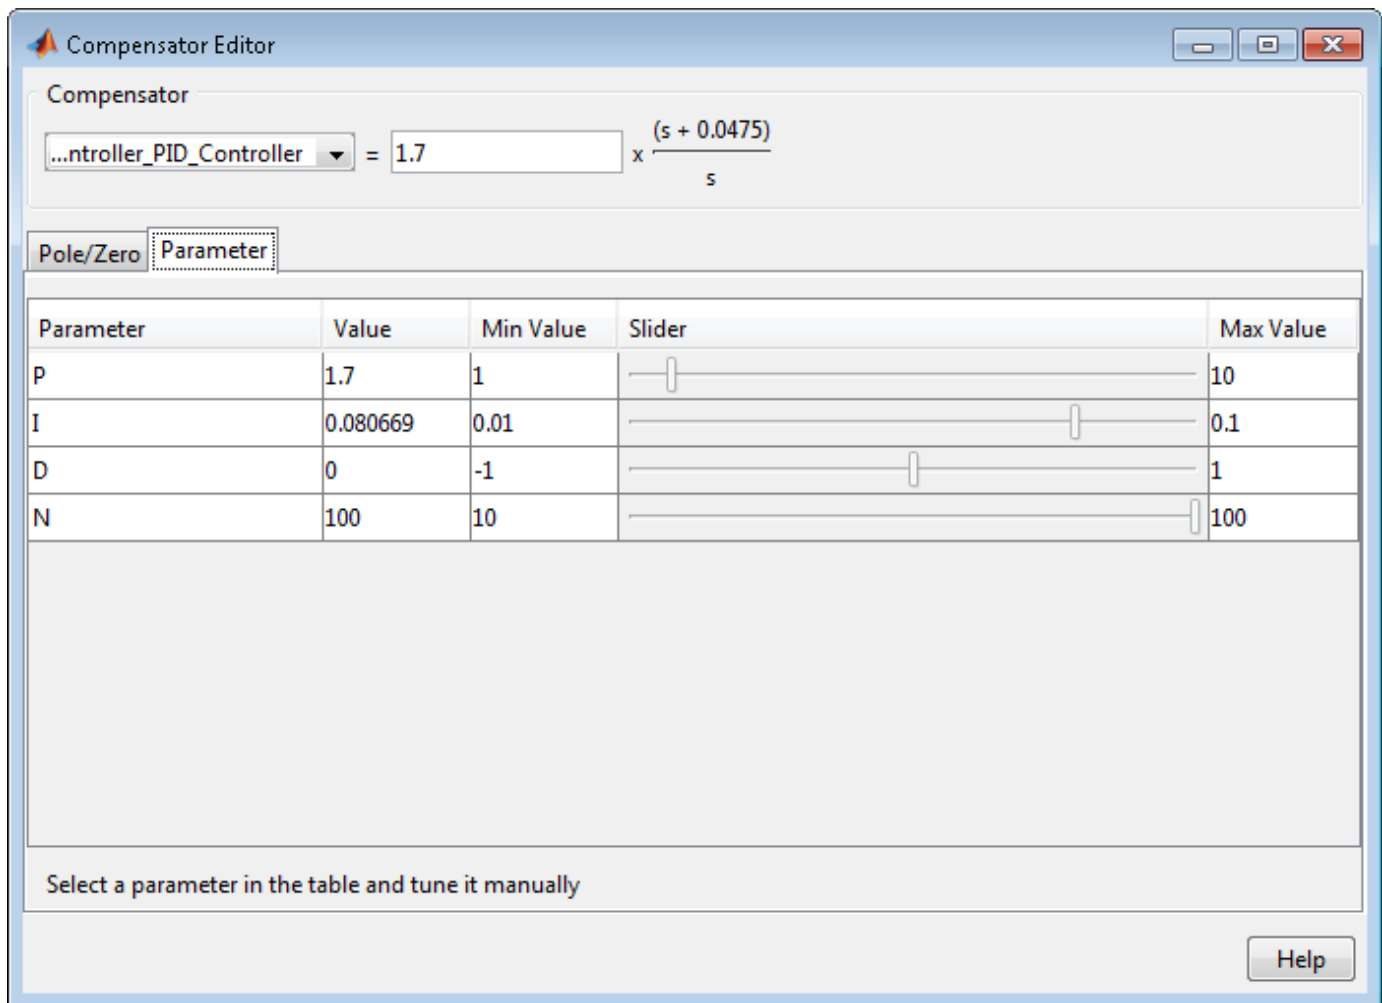 Compensator Editor
Compensator
...ntroller_PID_Controller = 1.7 x (s + 0.0475)
s
Pole/Zero Parameter
Parameter Value Min Value Slider Max Value
P 1.7 1 10
I 0.080669 0.01 0.1
D 0 -1 1
N 100 10 100
Select a parameter in the table and tune it manually
Help